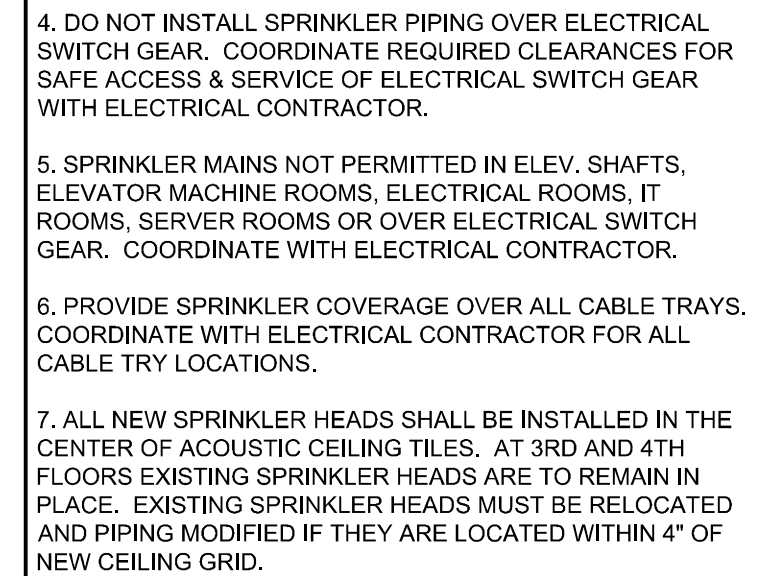 4. DO NOT INSTALL SPRINKLER PIPING OVER ELECTRICAL
SWITCH GEAR.  COORDINATE REQUIRED CLEARANCES FOR
SAFE ACCESS & SERVICE OF ELECTRICAL SWITCH GEAR
WITH ELECTRICAL CONTRACTOR.
5. SPRINKLER MAINS NOT PERMITTED IN ELEV. SHAFTS,
ELEVATOR MACHINE ROOMS, ELECTRICAL ROOMS, IT
ROOMS, SERVER ROOMS OR OVER ELECTRICAL SWITCH
GEAR.  COORDINATE WITH ELECTRICAL CONTRACTOR.
6. PROVIDE SPRINKLER COVERAGE OVER ALL CABLE TRAYS.
COORDINATE WITH ELECTRICAL CONTRACTOR FOR ALL
CABLE TRY LOCATIONS.
7. ALL NEW SPRINKLER HEADS SHALL BE INSTALLED IN THE
CENTER OF ACOUSTIC CEILING TILES.  AT 3RD AND 4TH
FLOORS EXISTING SPRINKLER HEADS ARE TO REMAIN IN
PLACE.  EXISTING SPRINKLER HEADS MUST BE RELOCATED
AND PIPING MODIFIED IF THEY ARE LOCATED WITHIN 4" OF
NEW CEILING GRID.